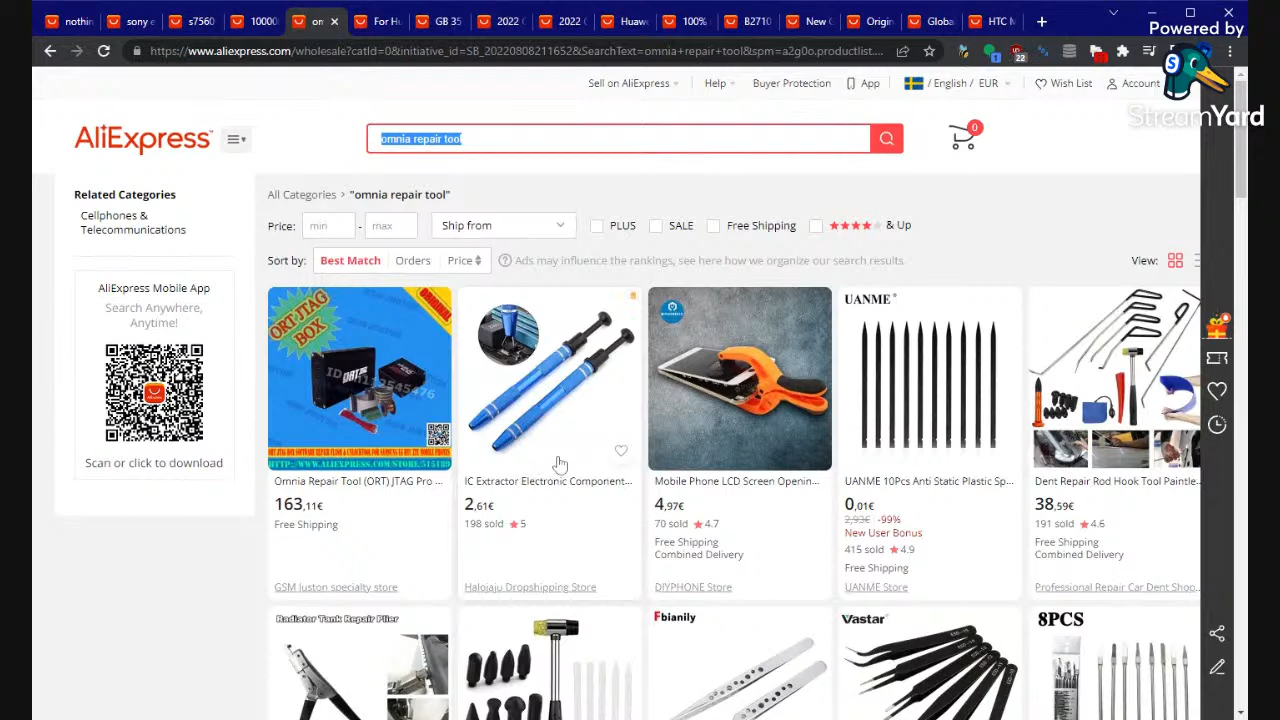 nothin
sony e
s7560
10000
om
For Hu
GB 35
2022 (
2022 (
Huawe
100%
B2710
New C
Origin
Globa
HTC M
Powered by
https://www.aliexpress.com/wholesale?catId=0&initiative_id=SB_20220808211652&SearchText=omnia+repair+tool&spm=a2g0o.productlist....
1
22
StreamYard
Sell on AliExpress
Help
Buyer Protection
App
/ English / EUR
Wish List
Account
AliExpress™
omnia repair tool
0
Related Categories
Cellphones &
Telecommunications
All Categories > "omnia repair tool"
Price: min - max
Ship from
PLUS
SALE
Free Shipping
& Up
Sort by: Best Match Orders Price
Ads may influence the rankings, see here how we organize our search results.
View:
AliExpress Mobile App
Search Anywhere,
Anytime!
Scan or click to download
ORT JTAG
BOX
ORIGINAL
UANME ®
Omnia Repair Tool (ORT) JTAG Pro ...
163,11€
Free Shipping
GSM luston specialty store
IC Extractor Electronic Component...
2,61€
198 sold ★ 5
Halojaju Dropshipping Store
Mobile Phone LCD Screen Openin...
4,97€
70 sold ★ 4.7
Free Shipping
Combined Delivery
DIYPHONE Store
UANME 10Pcs Anti Static Plastic Sp...
0,01€
2,93€ -99%
New User Bonus
415 sold ★ 4.9
Free Shipping
UANME Store
Dent Repair Rod Hook Tool Paintle...
38,59€
191 sold ★ 4.6
Free Shipping
Combined Delivery
Professional Repair Car Dent Shop...
Radiator Tank Repair Plier
Fbianily
Vastar
8PCS